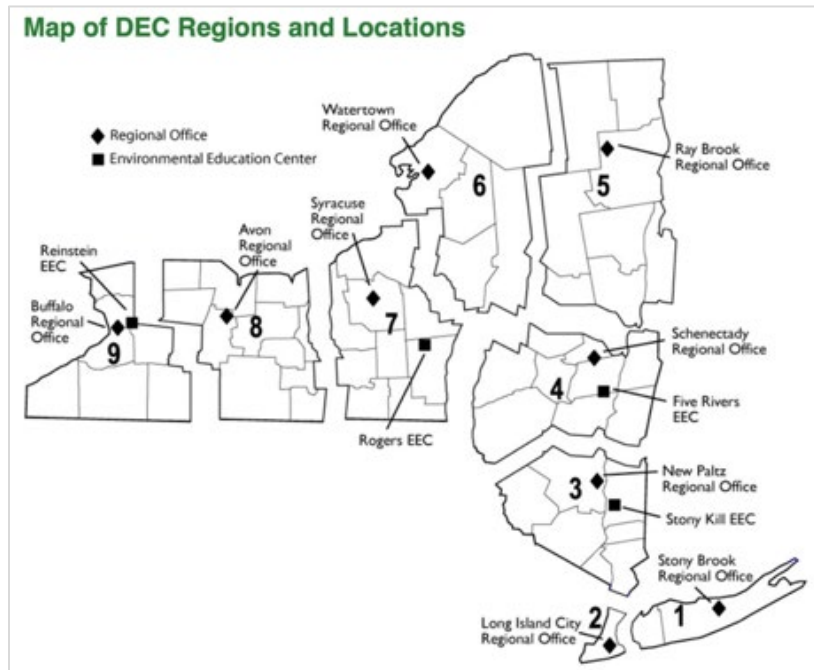 Map of DEC Regions and Locations
Regional Office
Environmental Education Center
Watertown
Regional Office
6
5
Ray Brook
Regional Office
Syracuse
Regional
Office
7
Rogers EEC
Avon
Regional
Office
8
Reinstein
EEC
Buffalo
Regional
Office
9
Schenectady
Regional Office
4
Five Rivers
EEC
New Paltz
Regional Office
3
Stony Kill EEC
Stony Brook
Regional Office
1
2
Long Island City
Regional Office